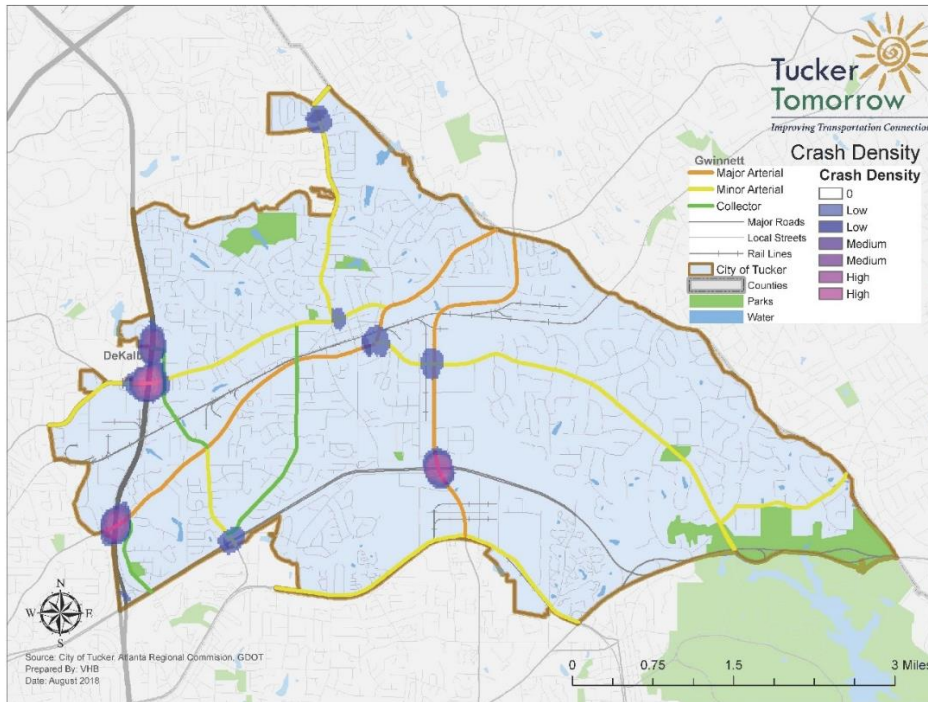 Tucker
Tomorrow
Improving Transportation Connection
Crash Density
Gwinnett
Major Arterial
Minor Arterial
Collector
Major Roads
Local Streets
Rail Lines
City of Tucker
Counties
Parks
Water
Crash Density
0
Low
Low
Medium
Medium
High
High
DeKalb
N
W
E
S
Source: City of Tucker, Atlanta Regional Commision, GDOT
Prepared By: VHB
Date: August 2018
0 0.75 1.5 3 Miles